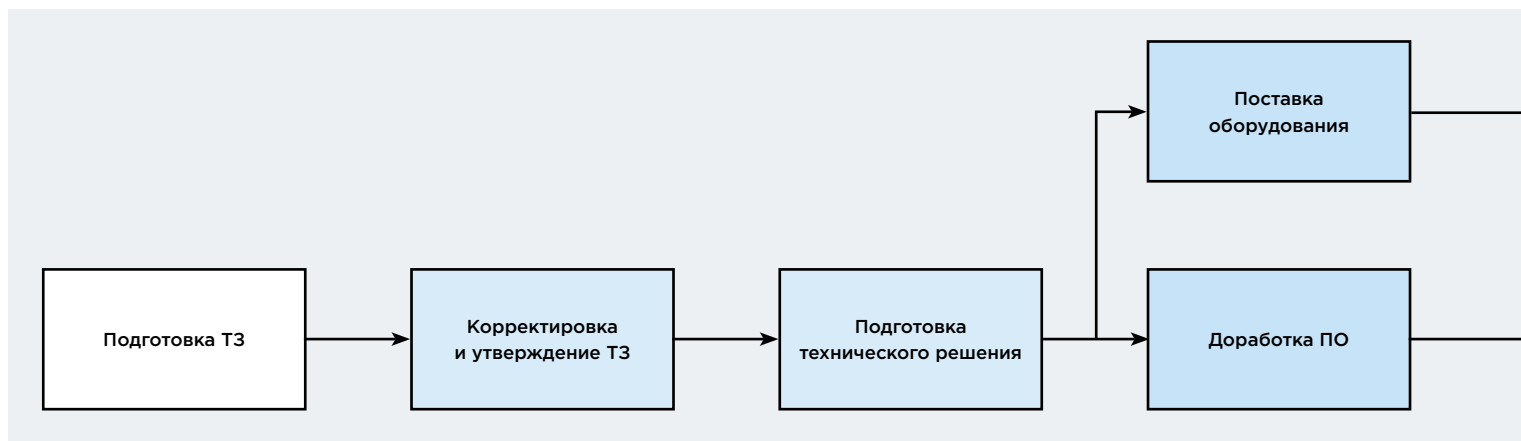 Поставка
оборудования
Подготовка ТЗ
Корректировка
и утверждение ТЗ
Подготовка
технического решения
Доработка ПО